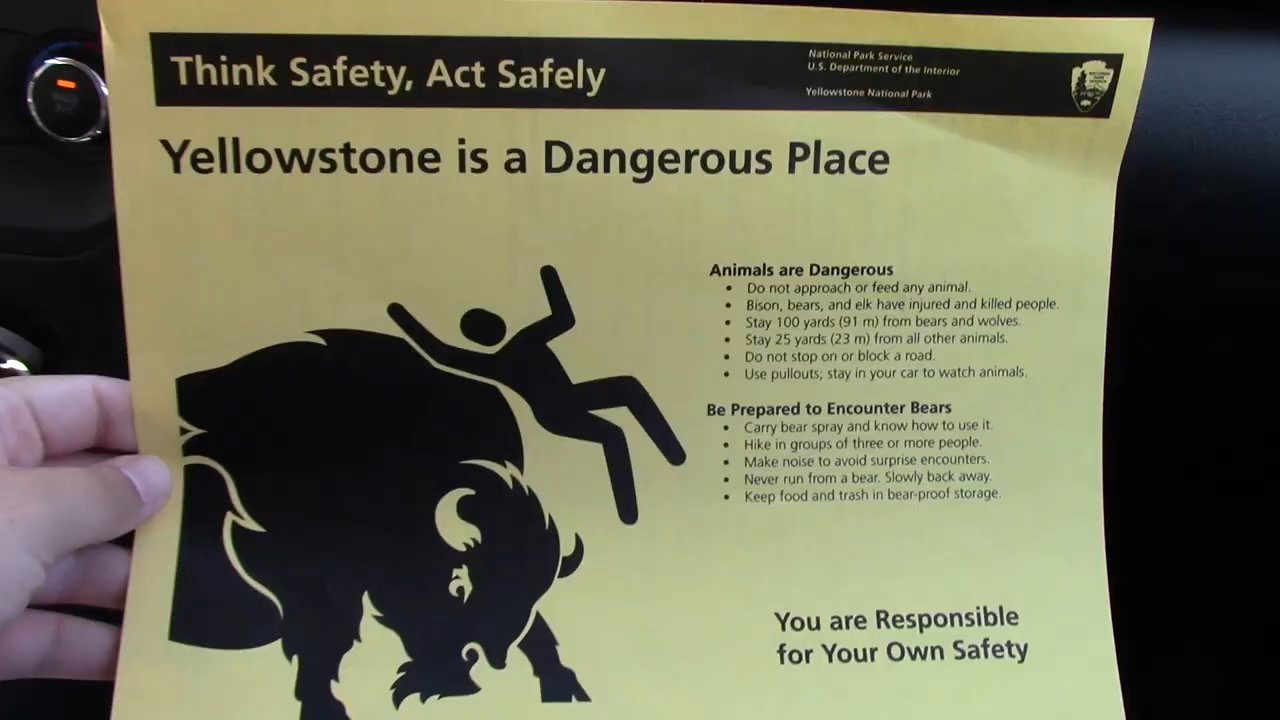 Think Safety, Act Safely
National Park Service
U.S. Department of the Interior
Yellowstone National Park
Yellowstone is a Dangerous Place
Animals are Dangerous
• Do not approach or feed any animal.
• Bison, bears, and elk have injured and killed people.
• Stay 100 yards (91 m) from bears and wolves.
• Stay 25 yards (23 m) from all other animals.
• Do not stop on or block a road.
• Use pullouts; stay in your car to watch animals.
Be Prepared to Encounter Bears
• Carry bear spray and know how to use it.
• Hike in groups of three or more people.
• Make noise to avoid surprise encounters.
• Never run from a bear. Slowly back away.
• Keep food and trash in bear-proof storage.
You are Responsible
for Your Own Safety